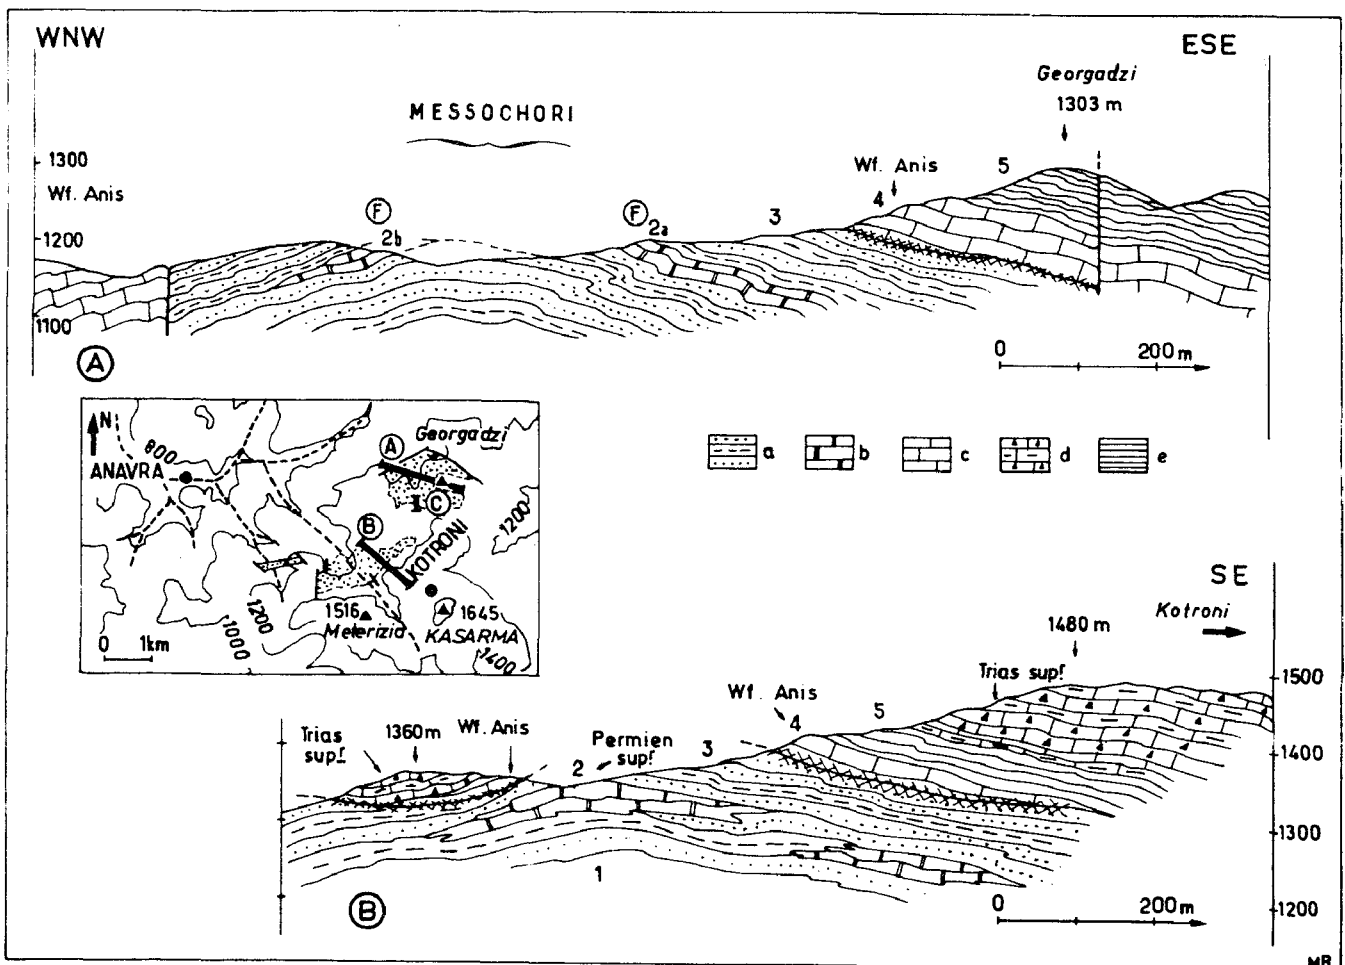 WNW
ESE
MESSOCHORI
Georgadzi
1303 m
1300
Wf. Anis
1200
1100
F
2b
F
2a
3
Wf. Anis
4
5
A
0 200 m
N
800
ANAVRA
A
Georgadzi
C
B
KOTRONI
1200
1516
Meterizia
1645
KASARMA
1200
1000
1400
0 1km
a b c d e
SE
Kotroni
1480 m
Trias supr
Wf. Anis
4
5
1500
1400
1300
1200
Trias
supr
1360m
Wf. Anis
2
Permien
supr
3
1
B
0 200m
MR